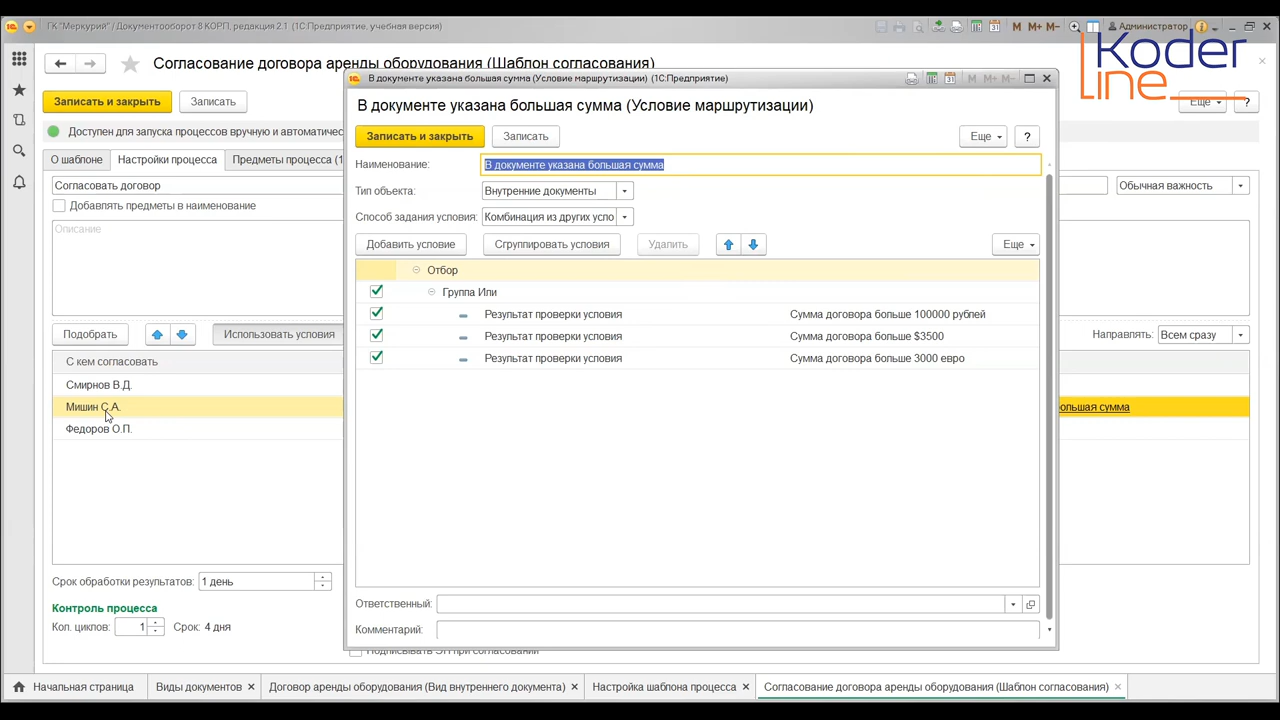 ГК "Меркурий" / Документооборот 8 КОРП, редакция 2.1 (1С:Предприятие, учебная версия)
M M+ M-
Администратор
Koder
line
Согласование договора аренды оборудования (Шаблон согласования)
Записать и закрыть
Записать
Еще
?
Доступен для запуска процессов вручную и автоматиче
О шаблоне
Настройки процесса
Предметы процесса (1
Согласовать договор
Обычная важность
Добавлять предметы в наименование
Описание
Подобрать
Использовать условия
Направлять:
Всем сразу
С кем согласовать
Смирнов В.Д.
Мишин С.А.
ольшая сумма
Федоров О.П.
Срок обработки результатов:
1 день
Контроль процесса
Кол. циклов:
1
Срок: 4 дня
Подписывать ЭП при согласовании
В документе указана большая сумма (Условие маршрутизации) (1С:Предприятие)
M M+ M-
В документе указана большая сумма (Условие маршрутизации)
Записать и закрыть
Записать
Еще
?
Наименование:
В документе указана большая сумма
Тип объекта:
Внутренние документы
Способ задания условия:
Комбинация из других усло
Добавить условие
Сгруппировать условия
Удалить
Еще
Отбор
Группа Или
Результат проверки условия
Сумма договора больше 100000 рублей
Результат проверки условия
Сумма договора больше $3500
Результат проверки условия
Сумма договора больше 3000 евро
Ответственный:
Комментарий:
Начальная страница
Виды документов
Договор аренды оборудования (Вид внутреннего документа)
Настройка шаблона процесса
Согласование договора аренды оборудования (Шаблон согласования)